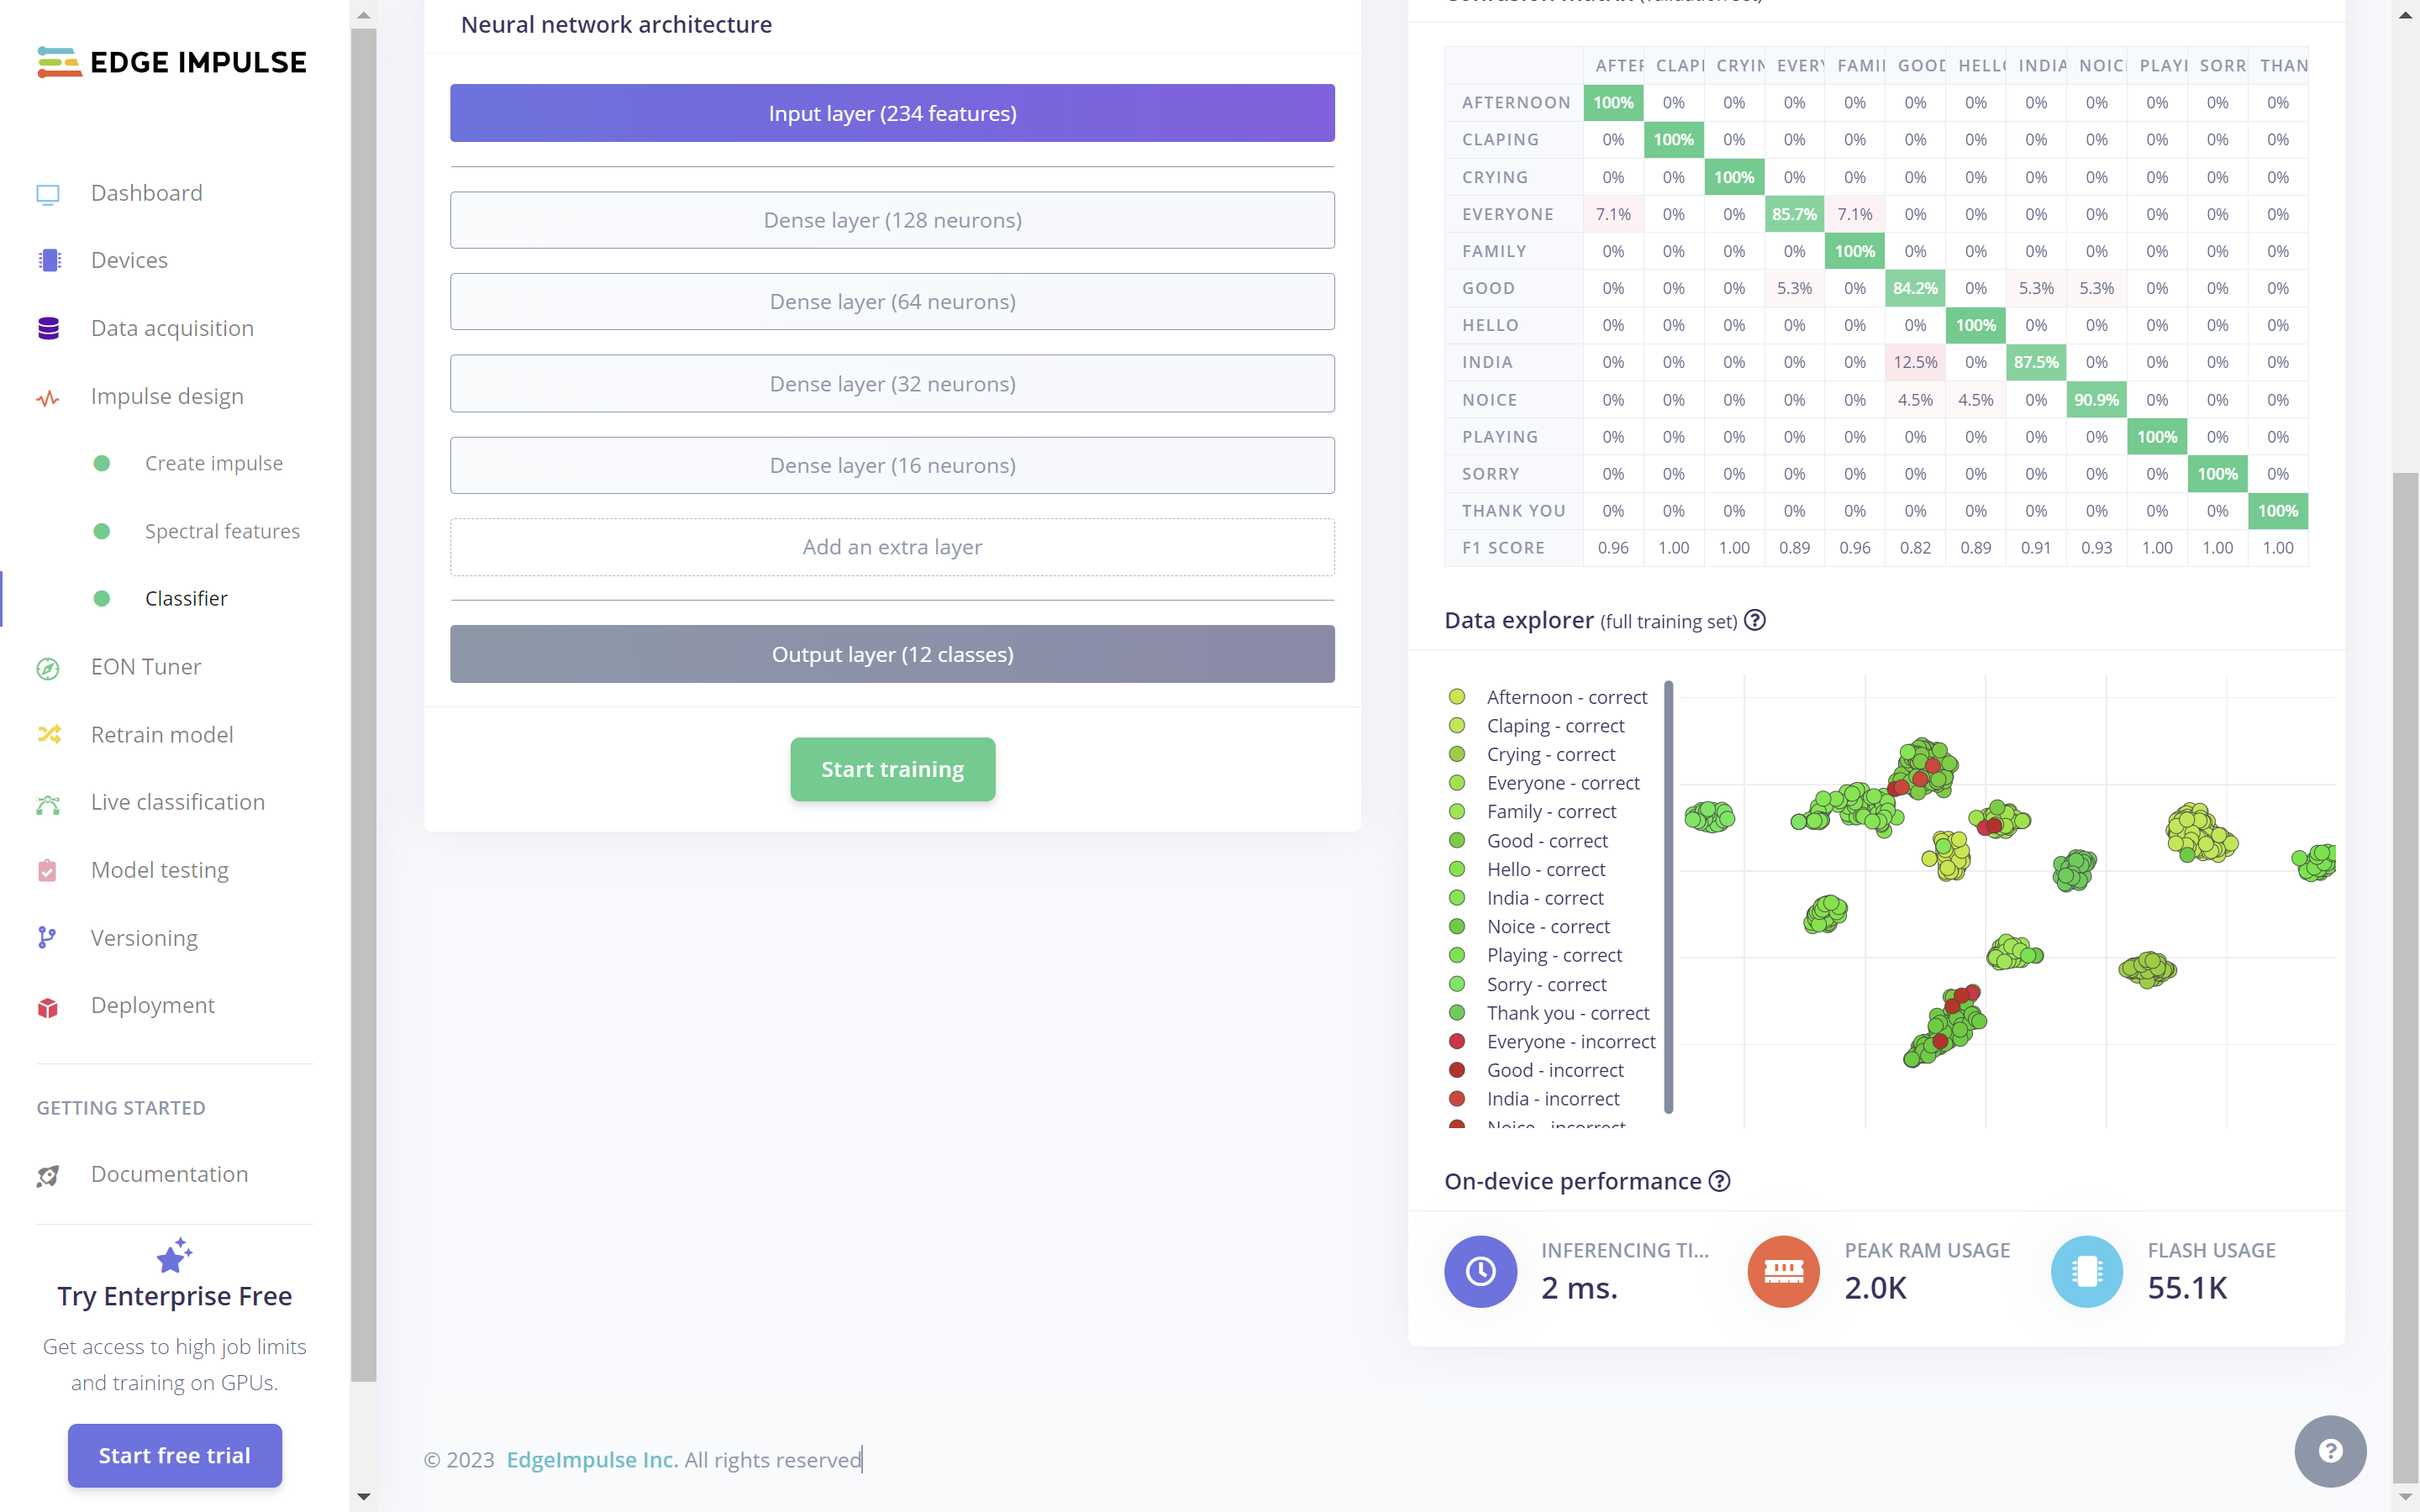 EDGE IMPULSE
Dashboard
Devices
Data acquisition
Impulse design
Create impulse
Spectral features
Classifier
EON Tuner
Retrain model
Live classification
Model testing
Versioning
Deployment
GETTING STARTED
Documentation
Try Enterprise Free
Get access to high job limits
and training on GPUs.
Start free trial
Neural network architecture
Input layer (234 features)
Dense layer (128 neurons)
Dense layer (64 neurons)
Dense layer (32 neurons)
Dense layer (16 neurons)
Add an extra layer
Output layer (12 classes)
Start training
© 2023 EdgeImpulse Inc. All rights reserved
AFTER CLAPI CRYIN EVERY FAMII GOOD HELLO INDIA NOIC PLAYI SORR THAN
AFTERNOON 100% 0% 0% 0% 0% 0% 0% 0% 0% 0% 0% 0%
CLAPING 0% 100% 0% 0% 0% 0% 0% 0% 0% 0% 0% 0%
CRYING 0% 0% 100% 0% 0% 0% 0% 0% 0% 0% 0% 0%
EVERYONE 7.1% 0% 0% 85.7% 7.1% 0% 0% 0% 0% 0% 0% 0%
FAMILY 0% 0% 0% 0% 100% 0% 0% 0% 0% 0% 0% 0%
GOOD 0% 0% 0% 5.3% 0% 84.2% 0% 5.3% 5.3% 0% 0% 0%
HELLO 0% 0% 0% 0% 0% 0% 100% 0% 0% 0% 0% 0%
INDIA 0% 0% 0% 0% 0% 12.5% 0% 87.5% 0% 0% 0% 0%
NOICE 0% 0% 0% 0% 0% 4.5% 4.5% 0% 90.9% 0% 0% 0%
PLAYING 0% 0% 0% 0% 0% 0% 0% 0% 0% 100% 0% 0%
SORRY 0% 0% 0% 0% 0% 0% 0% 0% 0% 0% 100% 0%
THANK YOU 0% 0% 0% 0% 0% 0% 0% 0% 0% 0% 0% 100%
F1 SCORE 0.96 1.00 1.00 0.89 0.96 0.82 0.89 0.91 0.93 1.00 1.00 1.00
Data explorer (full training set)
Afternoon - correct
Claping - correct
Crying - correct
Everyone - correct
Family - correct
Good - correct
Hello - correct
India - correct
Noice - correct
Playing - correct
Sorry - correct
Thank you - correct
Everyone - incorrect
Good - incorrect
India - incorrect
Noice - incorrect
On-device performance
INFERENCING TI...
2 ms.
PEAK RAM USAGE
2.0K
FLASH USAGE
55.1K